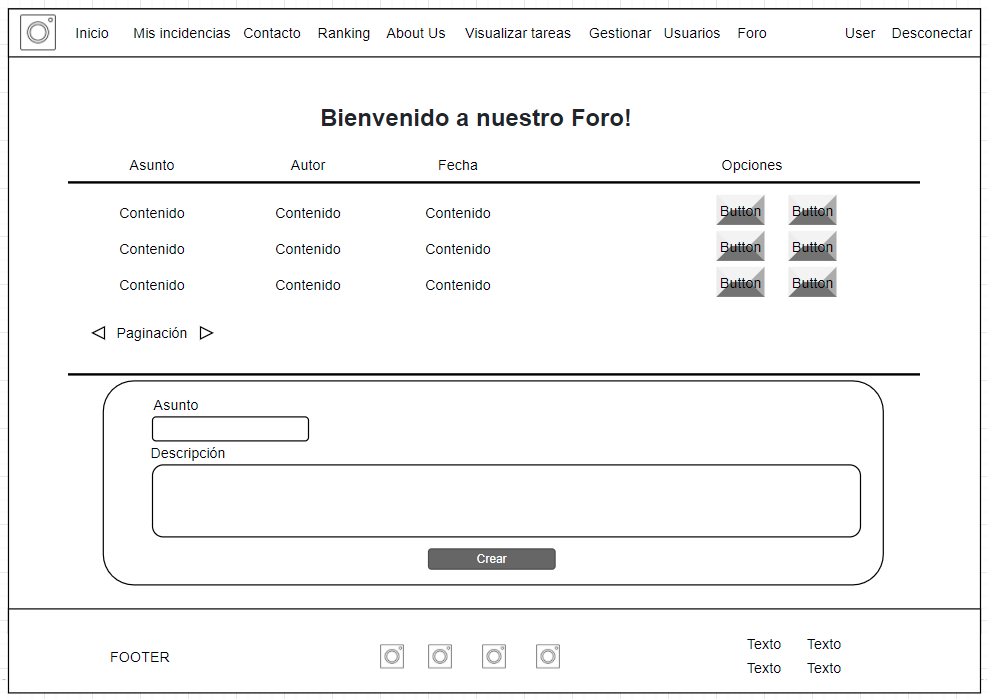 Inicio Mis incidencias Contacto Ranking About Us Visualizar tareas Gestionar Usuarios Foro User Desconectar
Bienvenido a nuestro Foro!
Asunto Autor Fecha Opciones
Contenido Contenido Contenido Button Button
Contenido Contenido Contenido Button Button
Contenido Contenido Contenido Button Button
Paginación
Asunto
Descripción
Crear
FOOTER
Texto Texto
Texto Texto